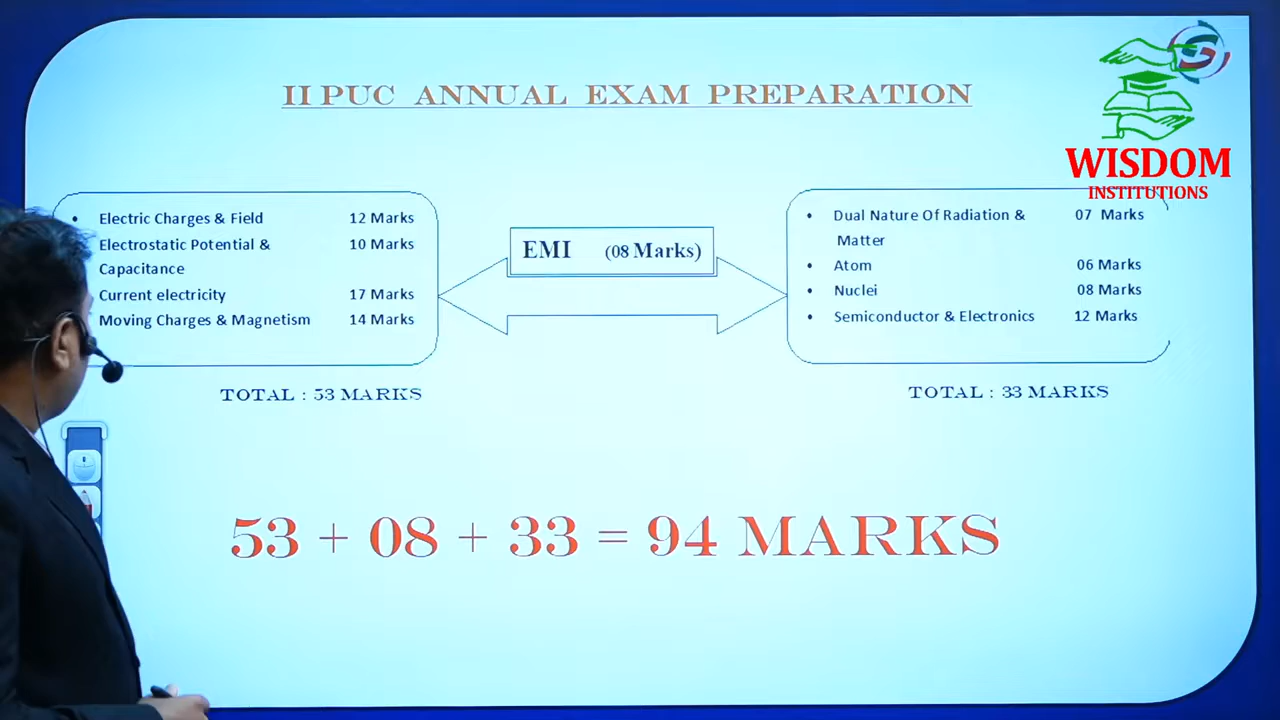 II PUC ANNUAL EXAM PREPARATION
WISDOM
INSTITUTIONS
Electric Charges & Field 12 Marks
Electrostatic Potential & 10 Marks
Capacitance
Current electricity 17 Marks
Moving Charges & Magnetism 14 Marks
TOTAL : 53 MARKS
EMI (08 Marks)
• Dual Nature Of Radiation & 07 Marks
Matter
• Atom 06 Marks
• Nuclei 08 Marks
• Semiconductor & Electronics 12 Marks
TOTAL : 33 MARKS
53 + 08 + 33 = 94 MARKS